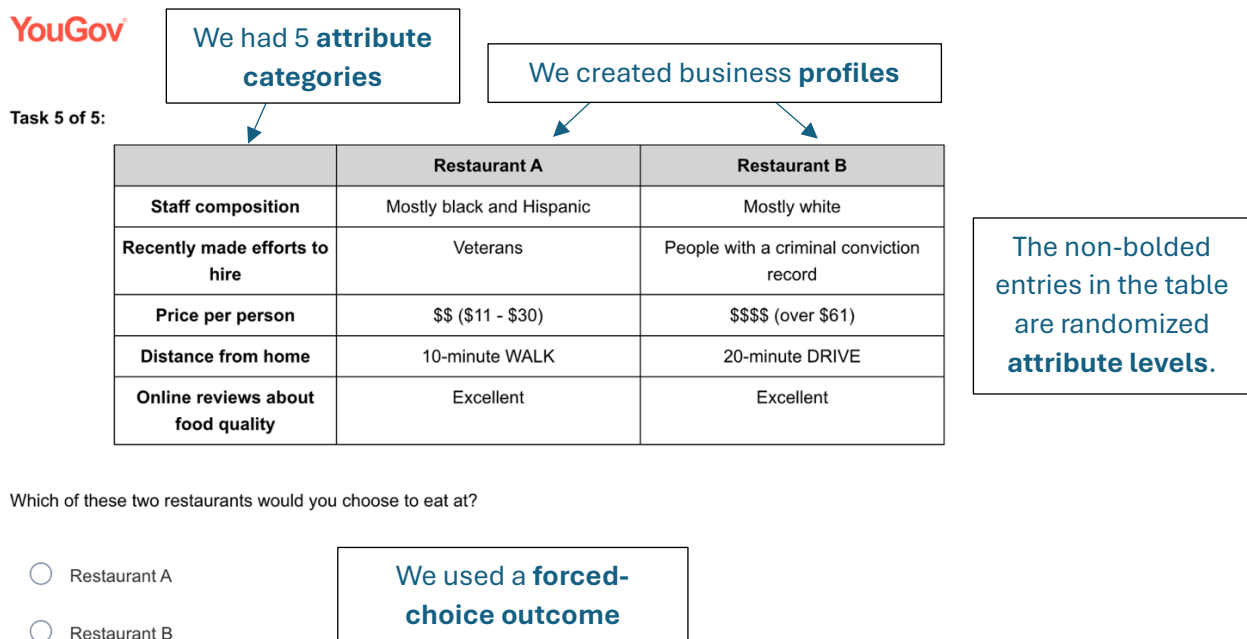 YouGov
We had 5 attribute
categories
We created business profiles
Task 5 of 5:
Restaurant A Restaurant B
Staff composition Mostly black and Hispanic Mostly white
Recently made efforts to Veterans People with a criminal conviction
hire record
Price per person $$ ($11 - $30) $$$$ (over $61)
Distance from home 10-minute WALK 20-minute DRIVE
Online reviews about Excellent Excellent
food quality
The non-bolded
entries in the table
are randomized
attribute levels.
Which of these two restaurants would you choose to eat at?
Restaurant A
Restaurant B
We used a forced-
choice outcome